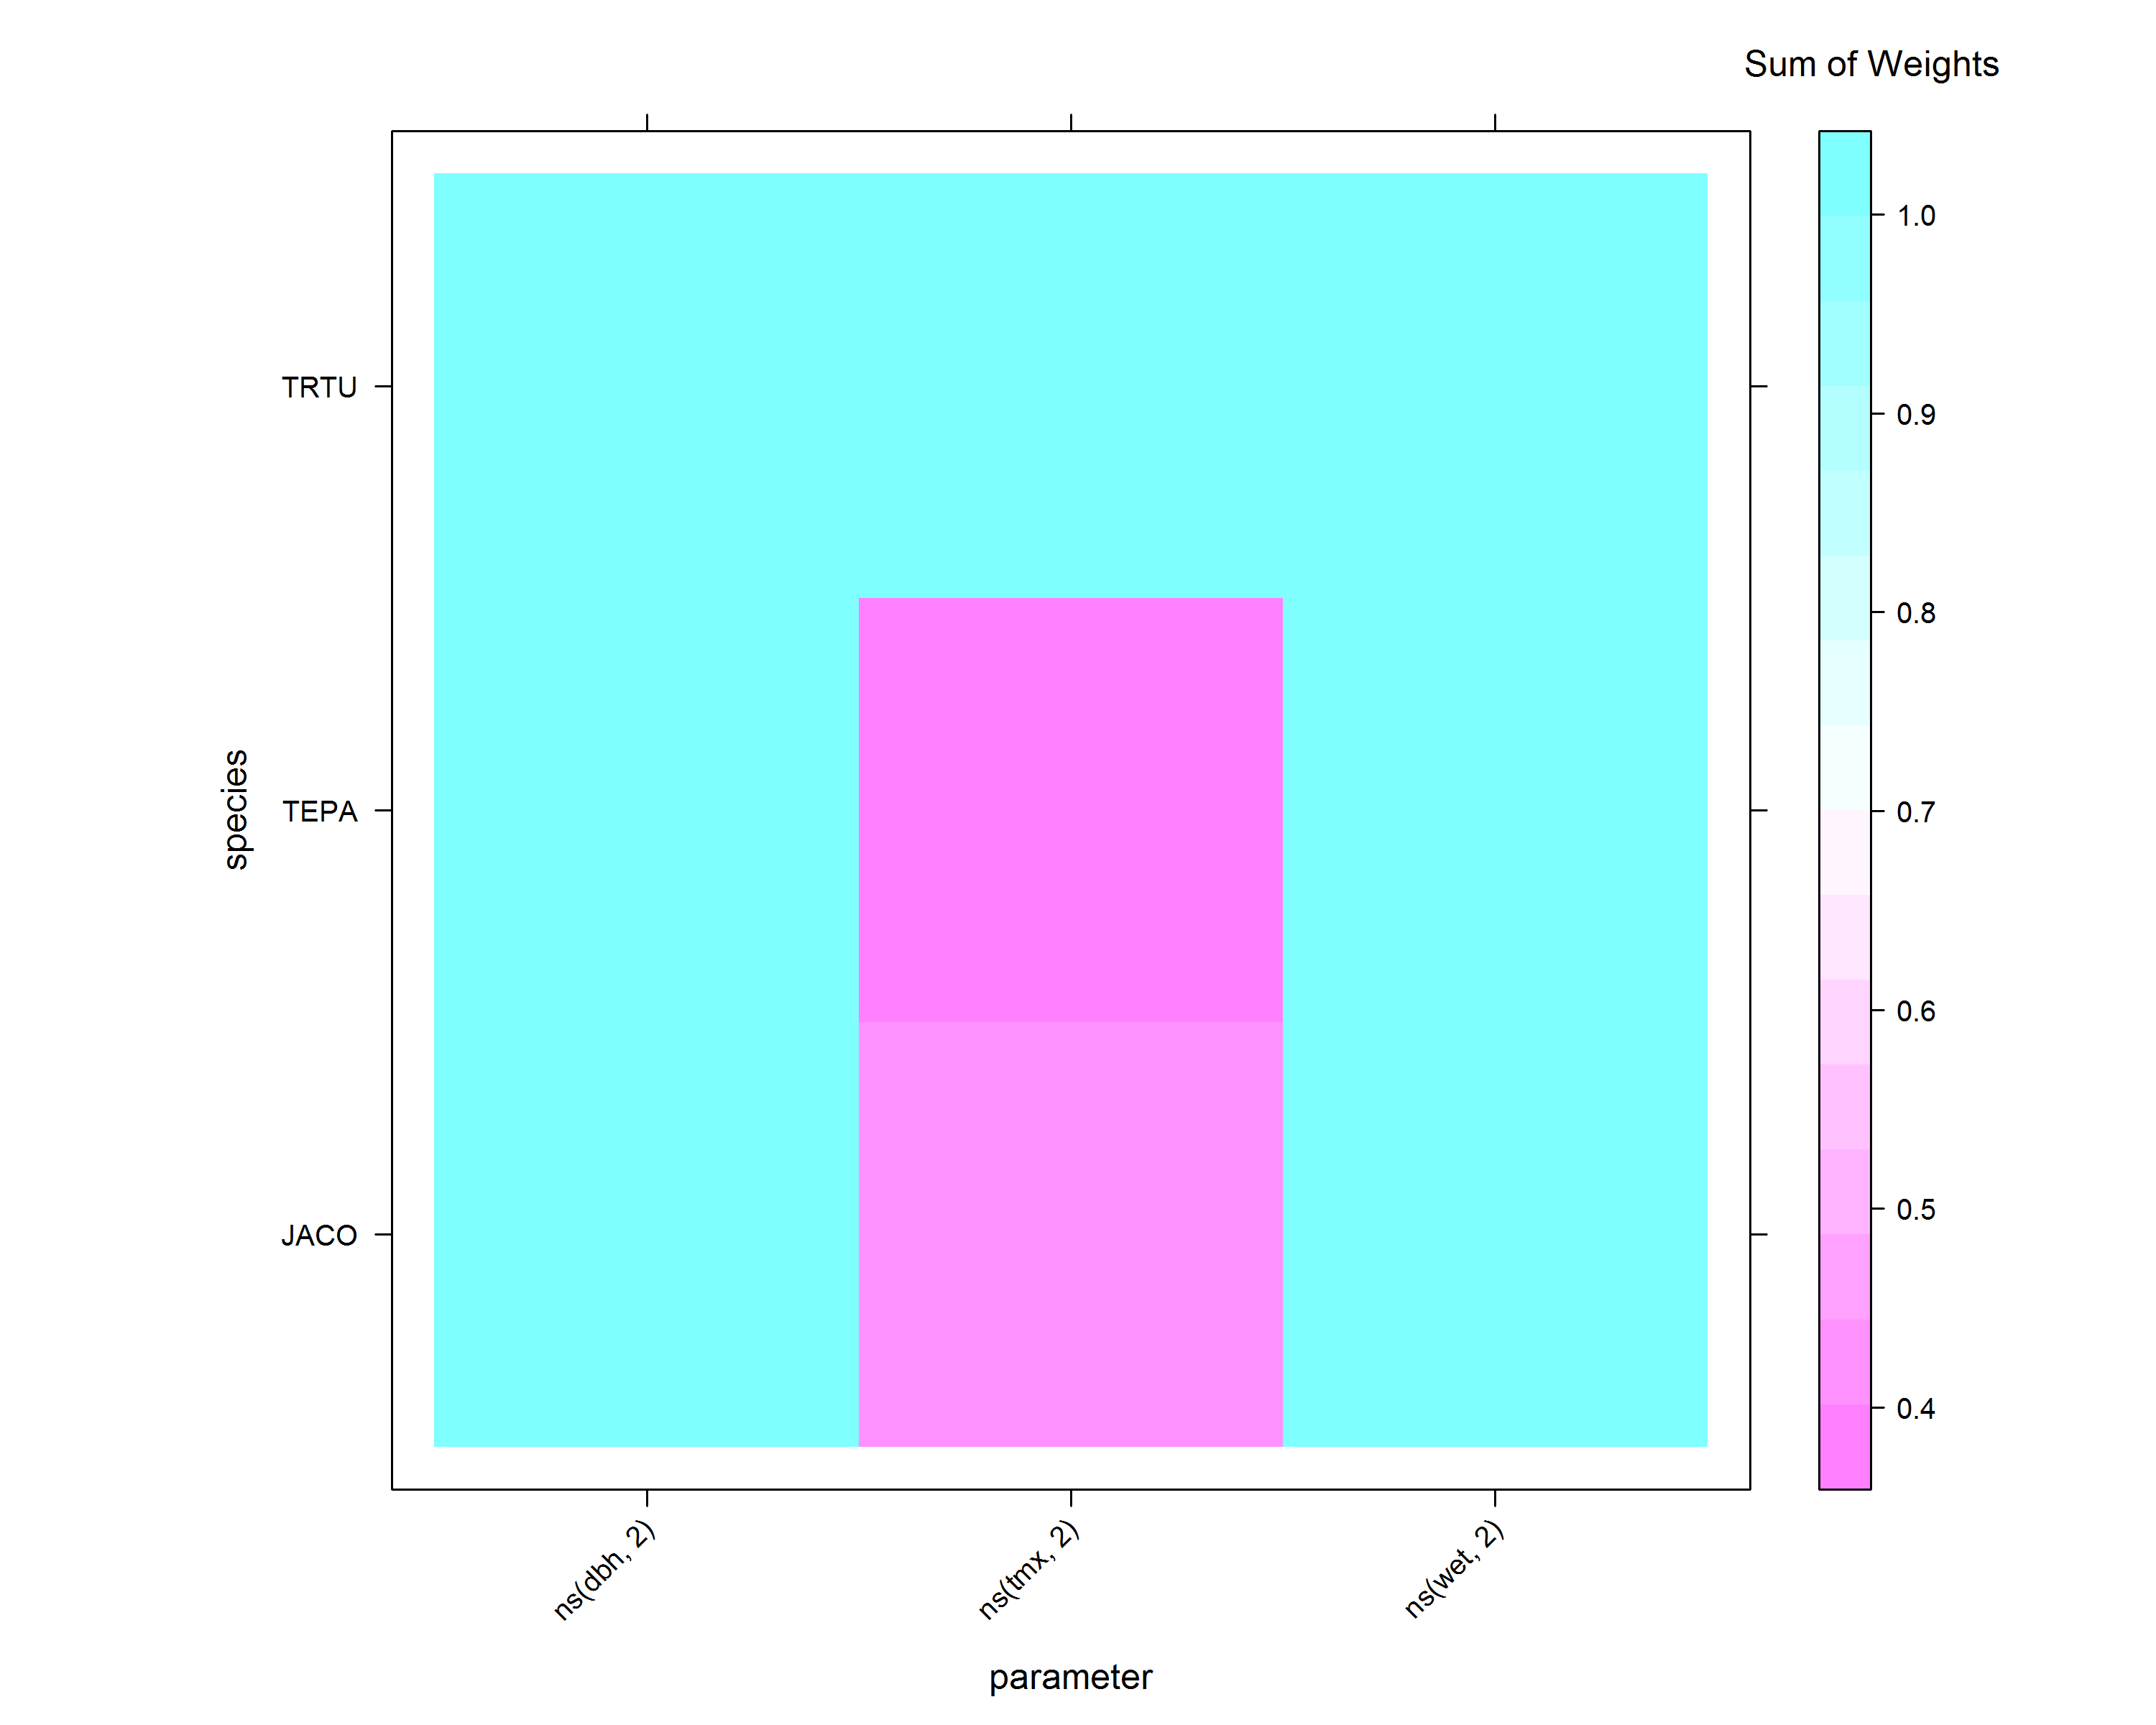 Sum of Weights
1.0
0.9
0.8
0.7
0.6
0.5
0.4
species
TRTU
TEPA
JACO
ns(dbh, 2)
ns(tmx, 2)
ns(wet, 2)
parameter